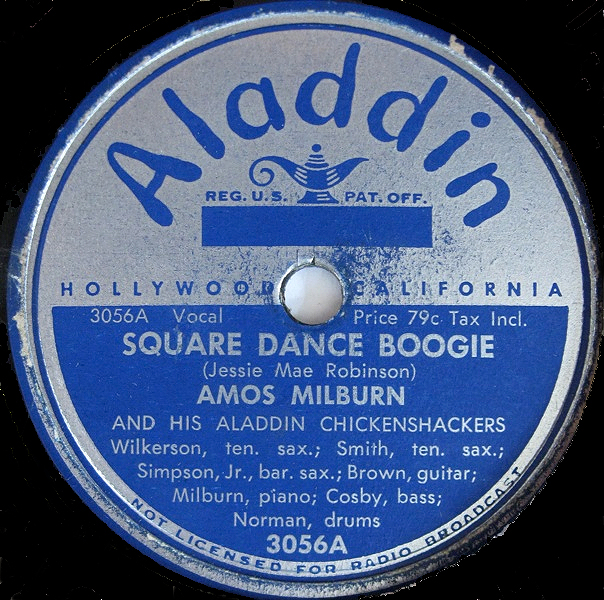 Aladdin
REG. U.S. PAT. OFF.
HOLLYWOOD CALIFORNIA
3056A Vocal Price 79c Tax Incl.
SQUARE DANCE BOOGIE
(Jessie Mae Robinson)
AMOS MILBURN
AND HIS ALADDIN CHICKENSHACKERS
Wilkerson, ten. sax.; Smith, ten. sax.;
Simpson, Jr., bar. sax.; Brown, guitar;
Milburn, piano; Cosby, bass;
Norman, drums
3056A
NOT LICENSED FOR RADIO BROADCAST